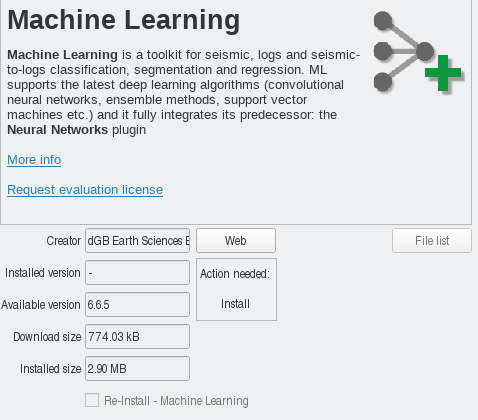 Machine Learning
Machine Learning is a toolkit for seismic, logs and seismic-
to-logs classification, segmentation and regression. ML
supports the latest deep learning algorithms (convolutional
neural networks, ensemble methods, support vector
machines etc.) and it fully integrates its predecessor: the
Neural Networks plugin
More info
Request evaluation license
Creator dGB Earth Sciences Web File list
Installed version - Action needed:
Available version 6.6.5 Install
Download size 774.03 kB
Installed size 2.90 MB
Re-Install - Machine Learning